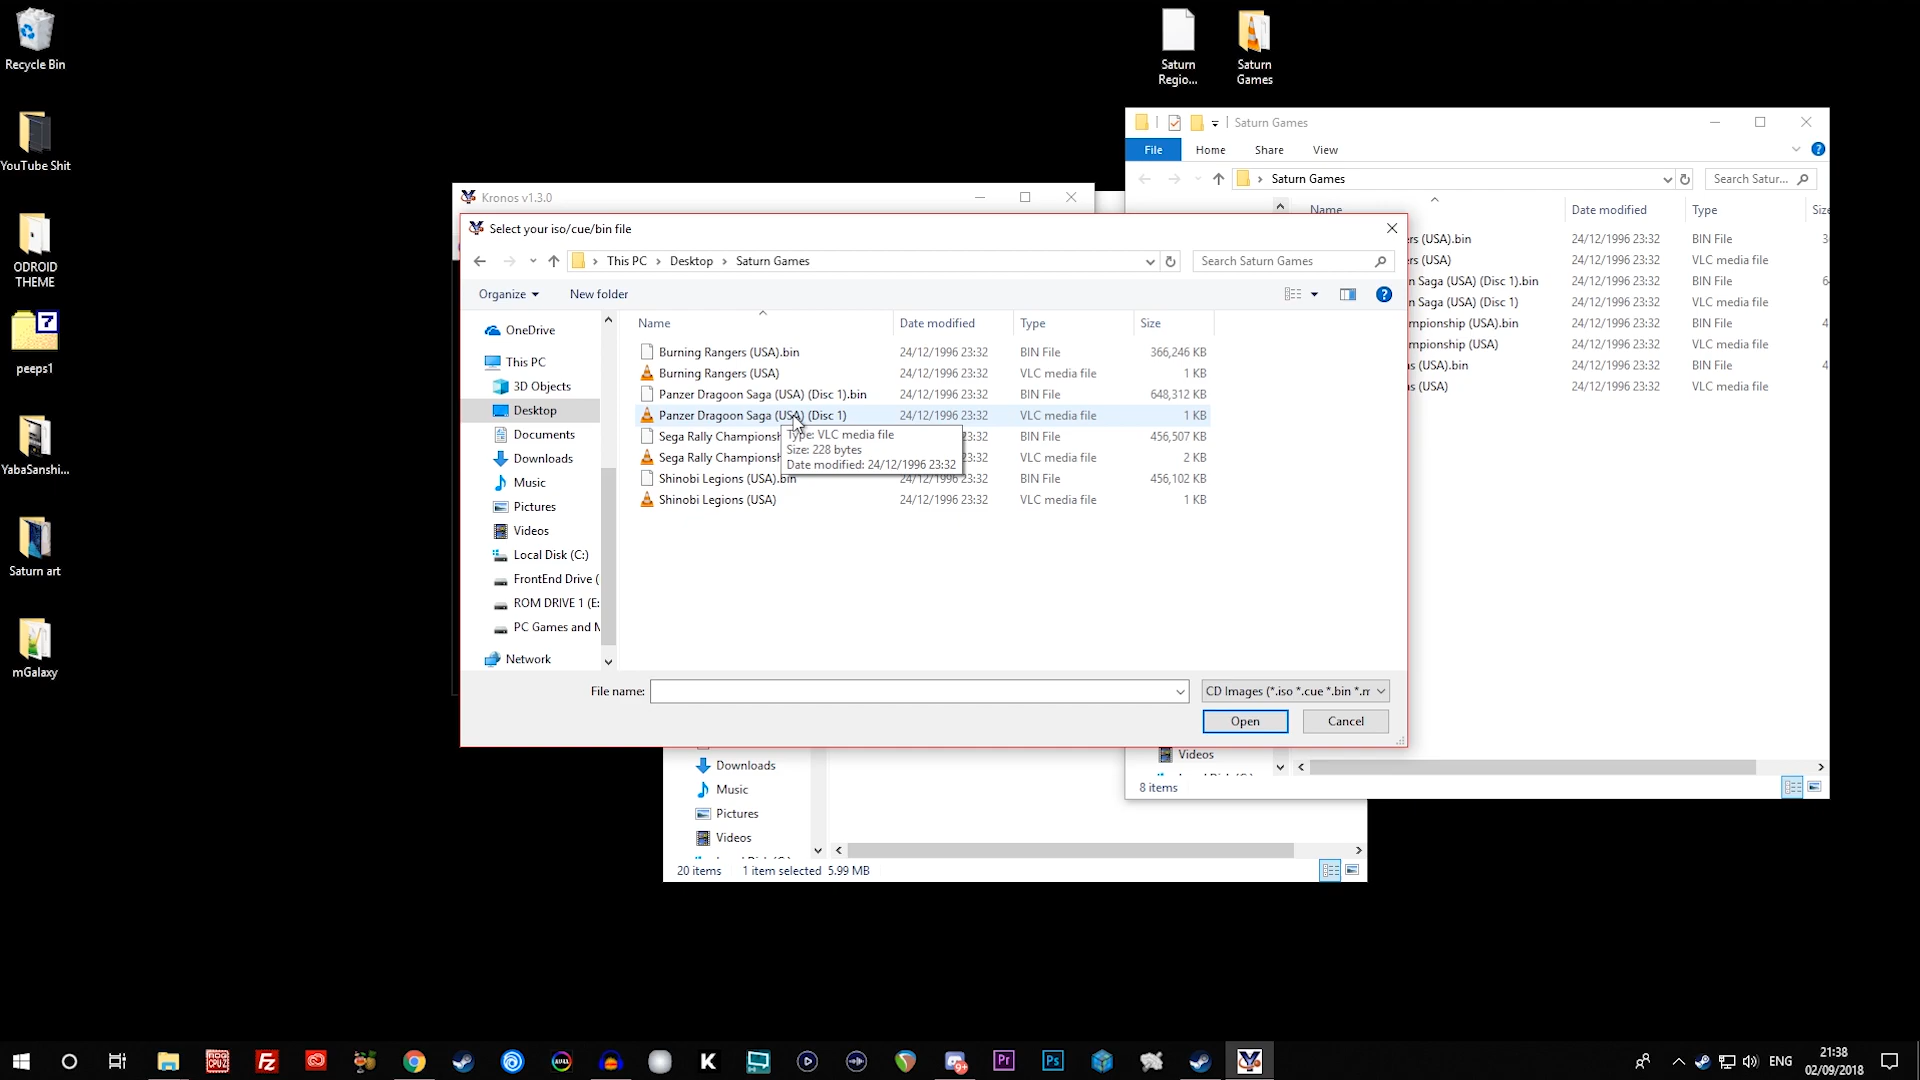 Recycle Bin
YouTube Shit
ODROID
THEME
7
peeps1
YabaSanshi...
Saturn art
mGalaxy
Saturn
Regio...
Saturn
Games
Saturn Games
File
Home
Share
View
Saturn Games
Search Satur...
Name
Date modified
Type
Size
rs (USA).bin
24/12/1996 23:32
BIN File
3
rs (USA)
24/12/1996 23:32
VLC media file
n Saga (USA) (Disc 1).bin
24/12/1996 23:32
BIN File
6
n Saga (USA) (Disc 1)
24/12/1996 23:32
VLC media file
mpionship (USA).bin
24/12/1996 23:32
BIN File
4
mpionship (USA)
24/12/1996 23:32
VLC media file
s (USA).bin
24/12/1996 23:32
BIN File
4
s (USA)
24/12/1996 23:32
VLC media file
Videos
8 items
Kronos v1.3.0
Select your iso/cue/bin file
This PC > Desktop > Saturn Games
Search Saturn Games
Organize
New folder
OneDrive
This PC
3D Objects
Desktop
Documents
Downloads
Music
Pictures
Videos
Local Disk (C:)
FrontEnd Drive (
ROM DRIVE 1 (E:
PC Games and M
Network
Name
Date modified
Type
Size
Burning Rangers (USA).bin
24/12/1996 23:32
BIN File
366,246 KB
Burning Rangers (USA)
24/12/1996 23:32
VLC media file
1 KB
Panzer Dragoon Saga (USA) (Disc 1).bin
24/12/1996 23:32
BIN File
648,312 KB
Panzer Dragoon Saga (USA) (Disc 1)
24/12/1996 23:32
VLC media file
1 KB
Sega Rally Championsh
23:32
BIN File
456,507 KB
Sega Rally Championsh
23:32
VLC media file
2 KB
Shinobi Legions (USA).bin
24/12/1996 23:32
BIN File
456,102 KB
Shinobi Legions (USA)
24/12/1996 23:32
VLC media file
1 KB
Type: VLC media file
Size: 228 bytes
Date modified: 24/12/1996 23:32
File name:
CD Images (*.iso *.cue *.bin *.m
Open
Cancel
Downloads
Music
Pictures
Videos
20 items
1 item selected 5.99 MB
ENG
21:38
02/09/2018